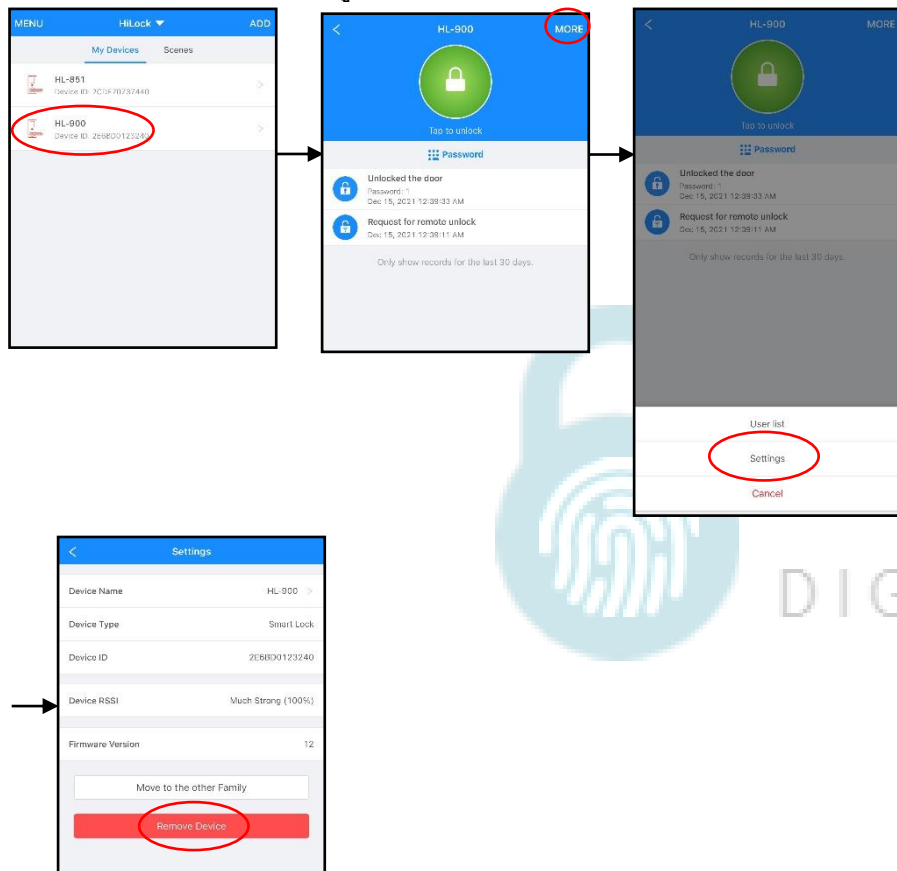 MENU HiLock ADD
My Devices Scenes
HL-851
Device ID: 2CDF70737440
HL-900
Device ID: 2E6BD0123240
HL-900 MORE
Tap to unlock
Password
Unlocked the door
Password: 1
Dec 15, 2021 12:39:33 AM
Request for remote unlock
Dec 15, 2021 12:39:11 AM
Only show records for the last 30 days.
HL-900 MORE
Tap to unlock
Password
Unlocked the door
Password: 1
Dec 15, 2021 12:39:33 AM
Request for remote unlock
Dec 15, 2021 12:39:11 AM
Only show records for the last 30 days.
User list
Settings
Cancel
Settings
Device Name HL-900
Device Type Smart Lock
Device ID 2E6BD0123240
Device RSSI Much Strong (100%)
Firmware Version 12
Move to the other Family
Remove Device